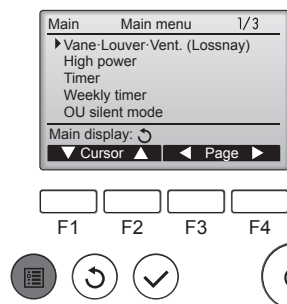 Main Main menu 1/3
Vane·Louver·Vent. (Lossnay)
High power
Timer
Weekly timer
OU silent mode
Main display:
Cursor Page
F1 F2 F3 F4